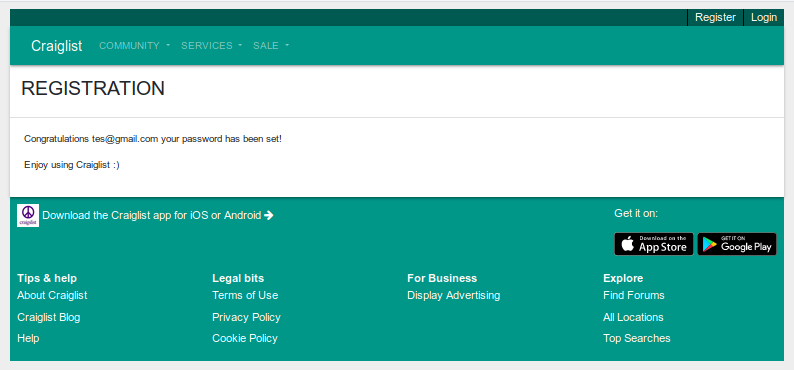 Register Login
Craiglist COMMUNITY SERVICES SALE
REGISTRATION
Congratulations tes@gmail.com your password has been set!
Enjoy using Craiglist :)
craigslist Download the Craiglist app for iOS or Android Get it on:
Download on the App Store GET IT ON Google Play
Tips & help Legal bits For Business Explore
About Craiglist Terms of Use Display Advertising Find Forums
Craiglist Blog Privacy Policy All Locations
Help Cookie Policy Top Searches